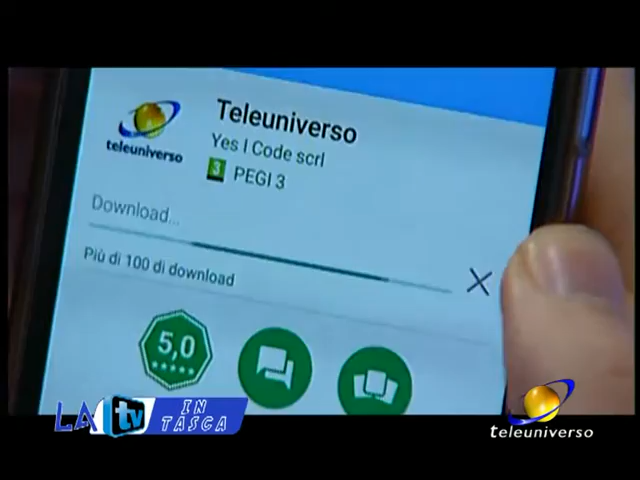 Teleuniverso
teleuniverso
Yes I Code scrl
3 PEGI 3
Download...
Più di 100 di download
5,0
LA tv IN TASCA
teleuniverso